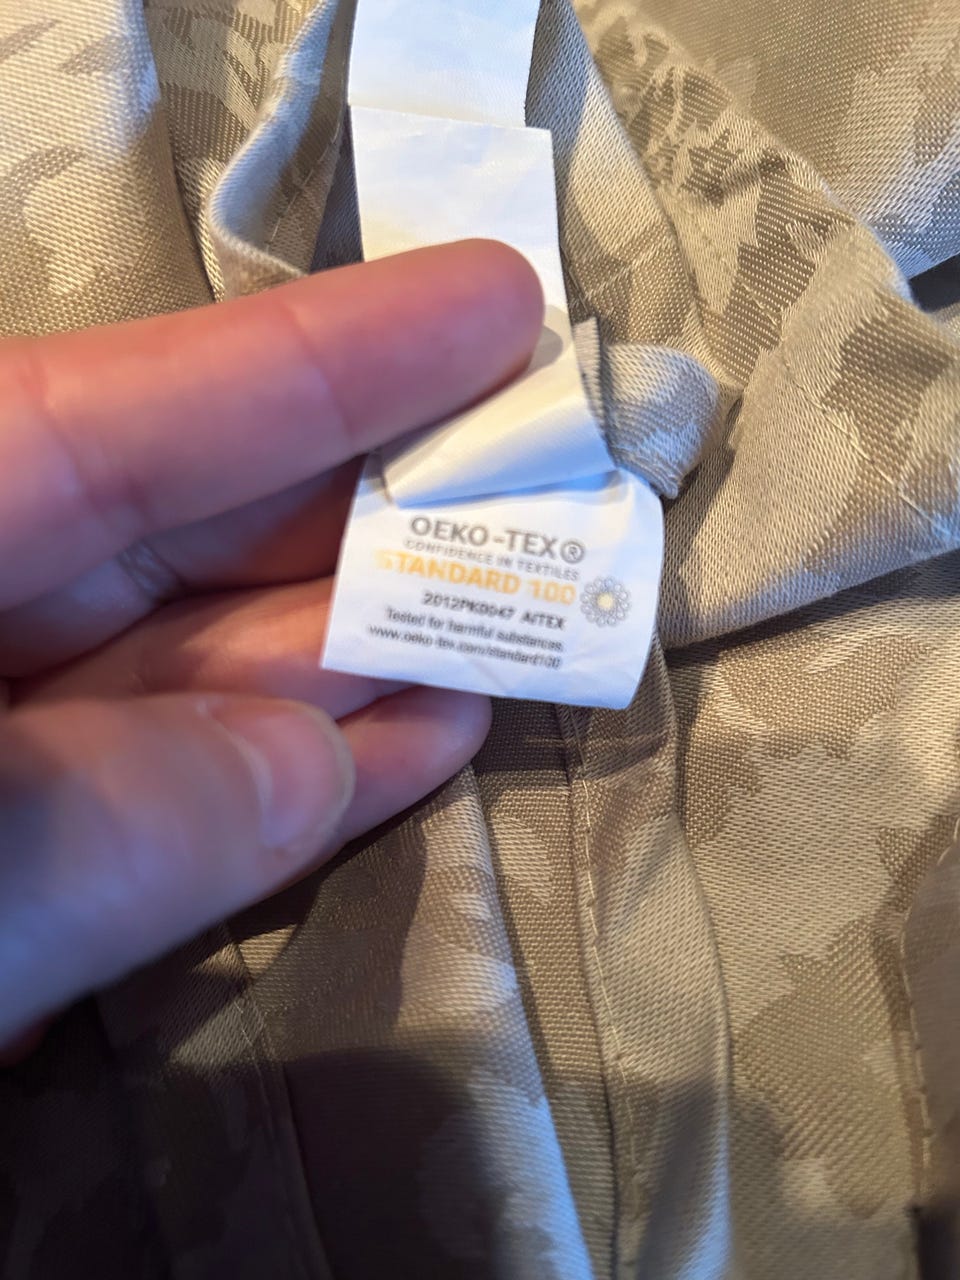 OEKO-TEX®
CONFIDENCE IN TEXTILES
STANDARD 100
2012PK0047 AITEX
Tested for harmful substances.
www.oeko-tex.com/standard100